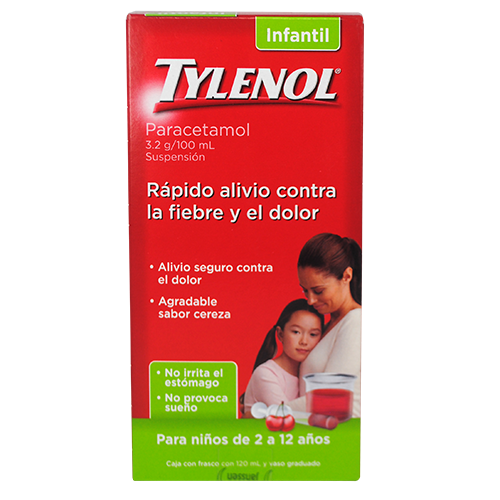 Infantil
TYLENOL®
Paracetamol
3.2 g/100 mL
Suspensión
Rápido alivio contra
la fiebre y el dolor
• Alivio seguro contra
el dolor
• Agradable
sabor cereza
• No irrita el
estómago
• No provoca
sueño
Para niños de 2 a 12 años
Caja con frasco con 120 mL y vaso graduado